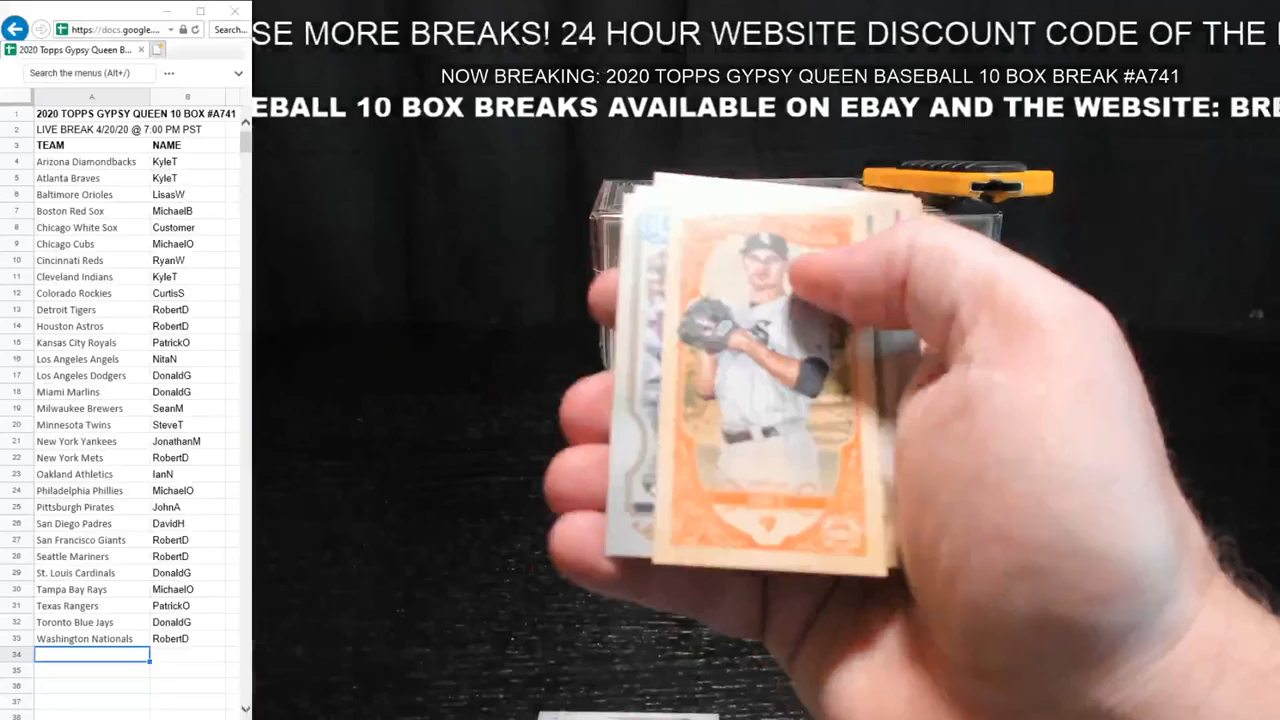 SE MORE BREAKS! 24 HOUR WEBSITE DISCOUNT CODE OF THE
NOW BREAKING: 2020 TOPPS GYPSY QUEEN BASEBALL 10 BOX BREAK #A741
EBALL 10 BOX BREAKS AVAILABLE ON EBAY AND THE WEBSITE: BRE
https://docs.google....
Search...
2020 Topps Gypsy Queen B...
Search the menus (Alt+/)
A B
1 2020 TOPPS GYPSY QUEEN 10 BOX #A741
2 LIVE BREAK 4/20/20 @ 7:00 PM PST
3 TEAM NAME
4 Arizona Diamondbacks KyleT
5 Atlanta Braves KyleT
6 Baltimore Orioles LisasW
7 Boston Red Sox MichaelB
8 Chicago White Sox Customer
9 Chicago Cubs MichaelO
10 Cincinnati Reds RyanW
11 Cleveland Indians KyleT
12 Colorado Rockies CurtisS
13 Detroit Tigers RobertD
14 Houston Astros RobertD
15 Kansas City Royals PatrickO
16 Los Angeles Angels NitaN
17 Los Angeles Dodgers DonaldG
18 Miami Marlins DonaldG
19 Milwaukee Brewers SeanM
20 Minnesota Twins SteveT
21 New York Yankees JonathanM
22 New York Mets RobertD
23 Oakland Athletics IanN
24 Philadelphia Phillies MichaelO
25 Pittsburgh Pirates JohnA
26 San Diego Padres DavidH
27 San Francisco Giants RobertD
28 Seattle Mariners RobertD
29 St. Louis Cardinals DonaldG
30 Tampa Bay Rays MichaelO
31 Texas Rangers PatrickO
32 Toronto Blue Jays DonaldG
33 Washington Nationals RobertD
34
35
36
37
38